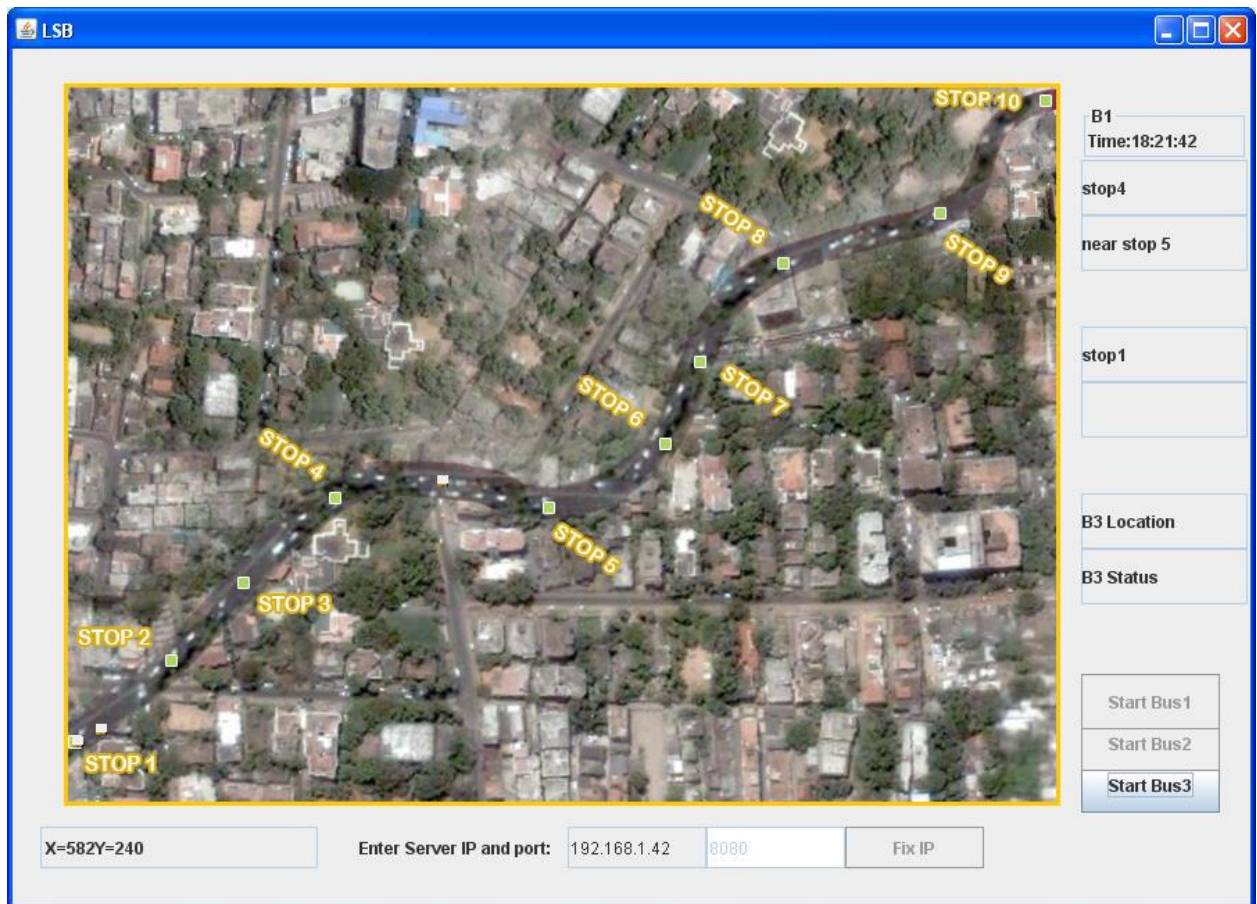 LSB
STOP 10
B1
Time:18:21:42
stop4
near stop 5
STOP 8
STOP 9
stop1
STOP 7
STOP 6
STOP 4
STOP 5
B3 Location
B3 Status
STOP 3
STOP 2
STOP 1
Start Bus1
Start Bus2
Start Bus3
X=582Y=240
Enter Server IP and port:
192.168.1.42
8080
Fix IP